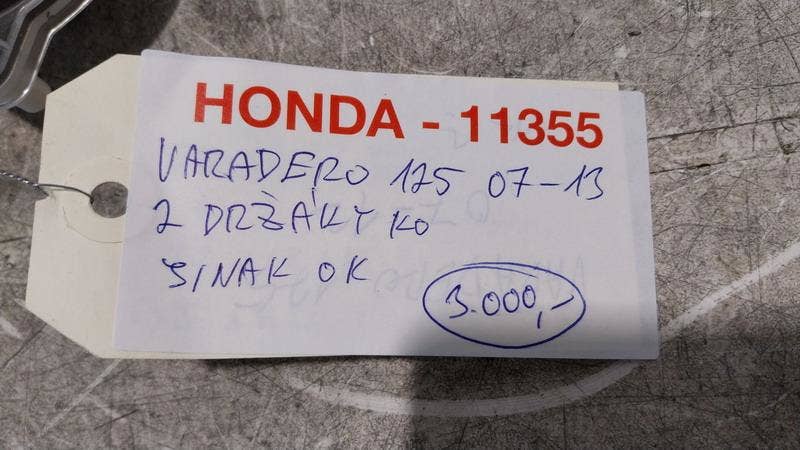 HONDA - 11355
VARADERO 125 07-13
2 DRŽÁKY KO
JINAK OK
3.000,-